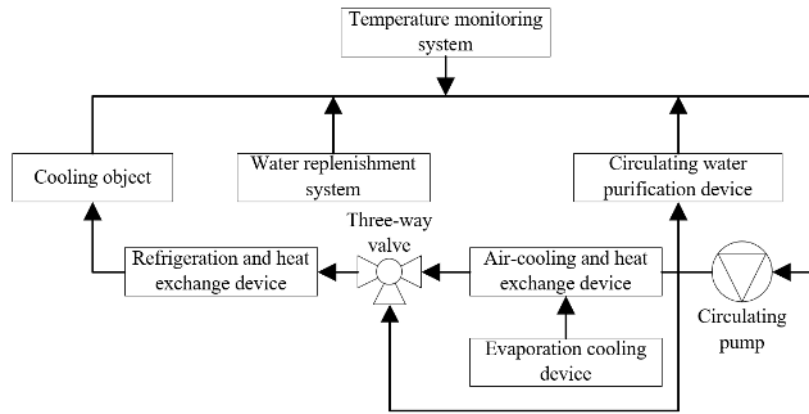 Temperature monitoring
system
Cooling object
Water replenishment
system
Circulating water
purification device
Three-way
valve
Refrigeration and heat
exchange device
Air-cooling and heat
exchange device
Circulating
pump
Evaporation cooling
device